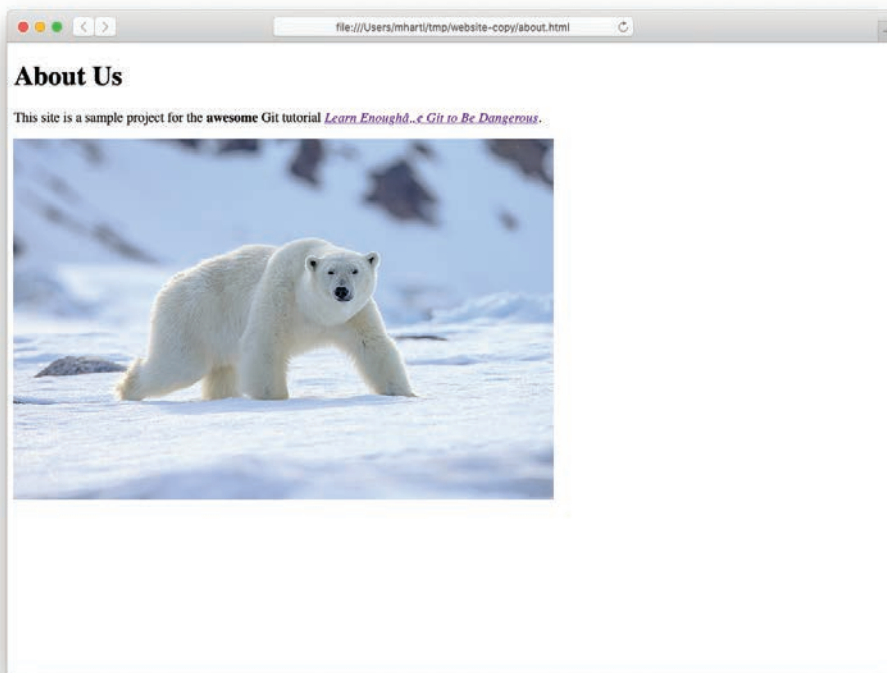 file:///Users/mhartl/tmp/website-copy/about.html
About Us
This site is a sample project for the awesome Git tutorial Learn Enoughâ„¢ Git to Be Dangerous.